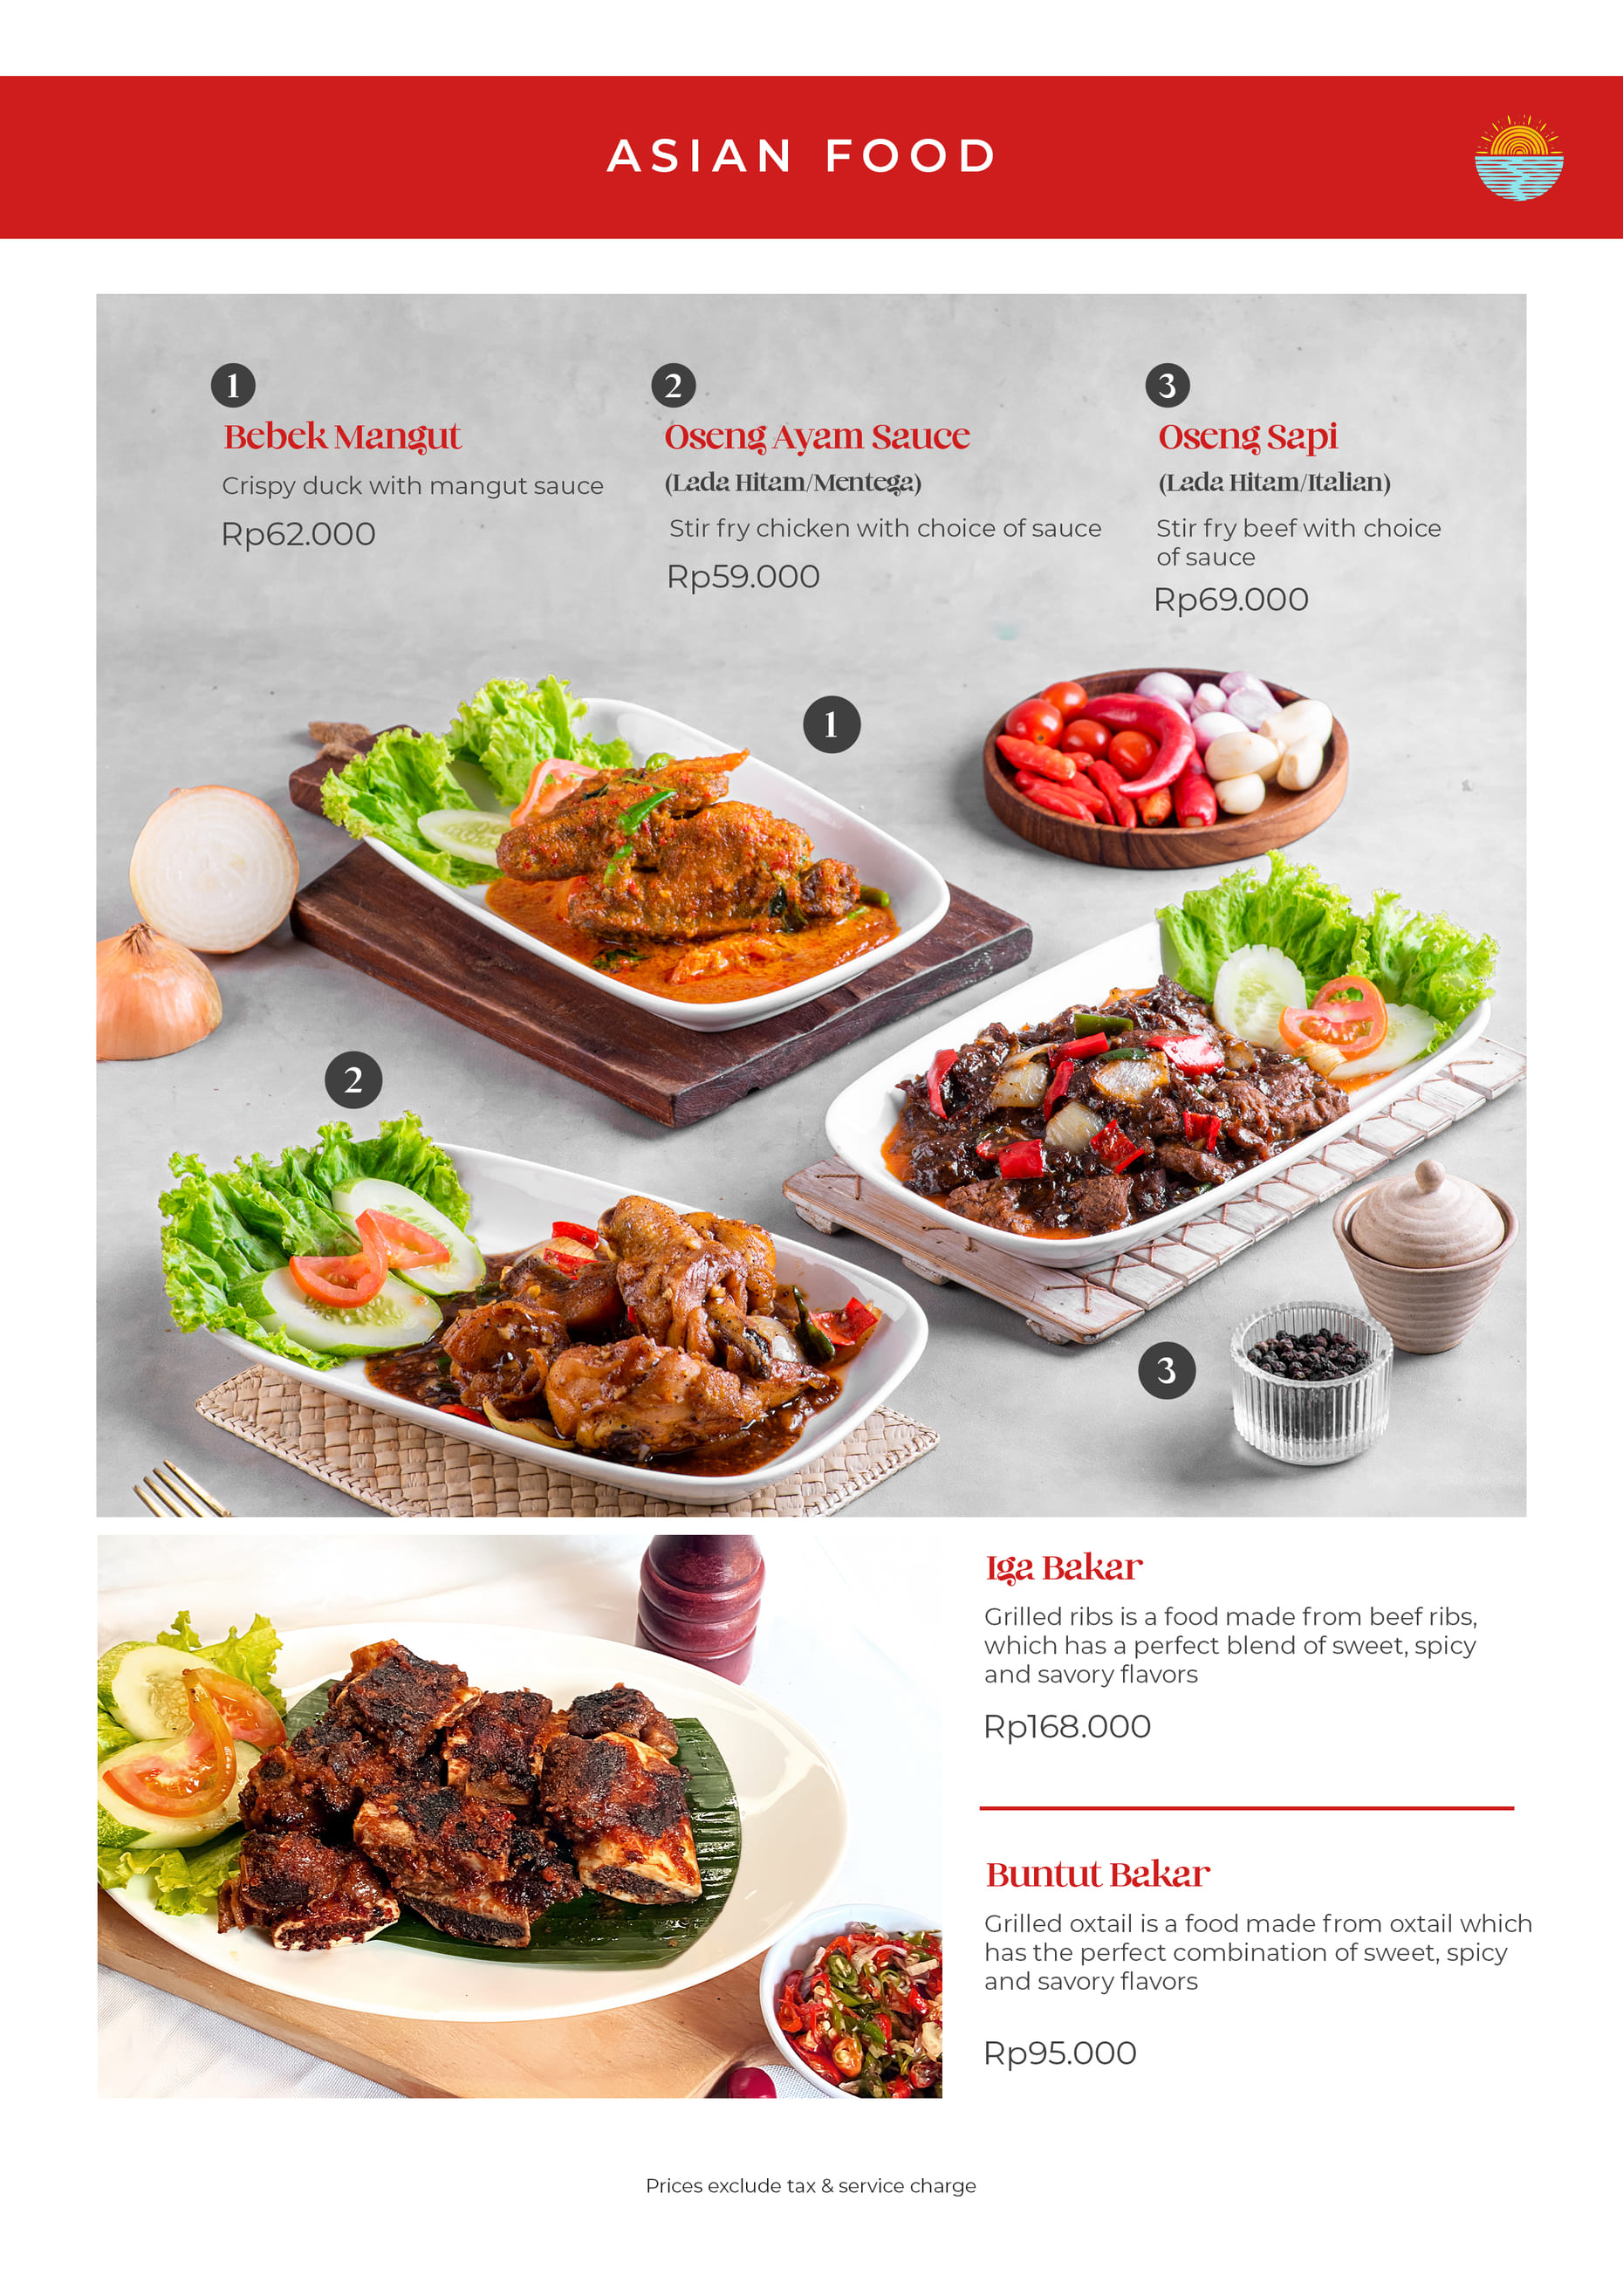 ASIAN FOOD
1
Bebek Mangut
Crispy duck with mangut sauce
Rp62.000
2
Oseng Ayam Sauce
(Lada Hitam/Mentega)
Stir fry chicken with choice of sauce
Rp59.000
3
Oseng Sapi
(Lada Hitam/Italian)
Stir fry beef with choice
of sauce
Rp69.000
1
2
3
Iga Bakar
Grilled ribs is a food made from beef ribs,
which has a perfect blend of sweet, spicy
and savory flavors
Rp168.000
Buntut Bakar
Grilled oxtail is a food made from oxtail which
has the perfect combination of sweet, spicy
and savory flavors
Rp95.000
Prices exclude tax & service charge